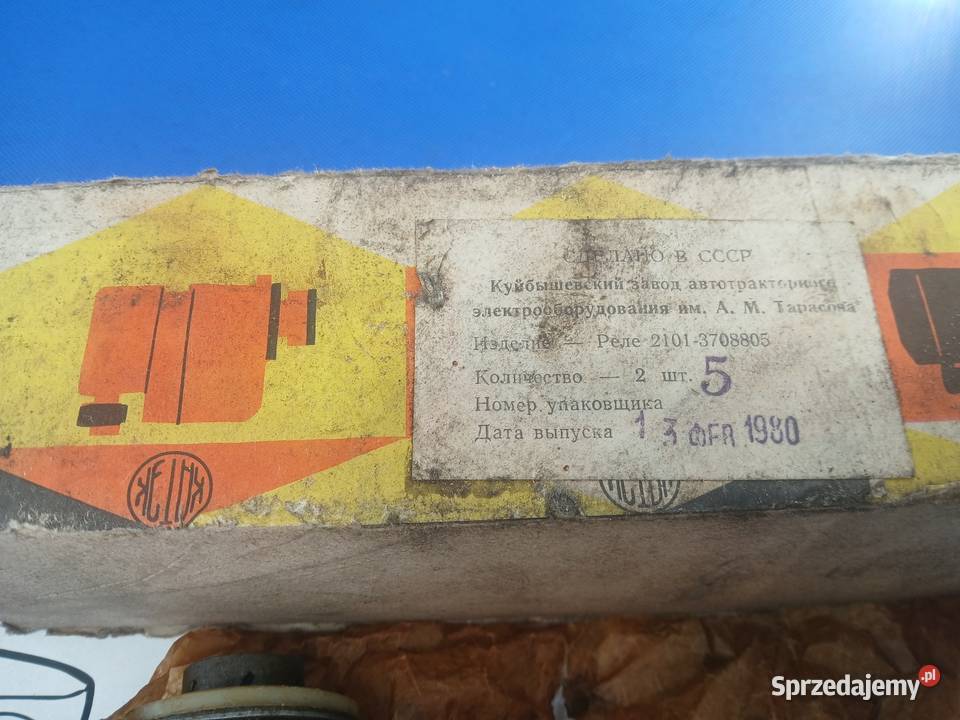 СДЕЛАНО В СССР
Куйбышевский завод автотракторного
электрооборудования им. А. М. Тарасова
Изделие — Реле 2101-3708805
Количество — 2 шт.
Номер упаковщика 5
Дата выпуска 13 ФЕВ 1980
Sprzedajemy.pl